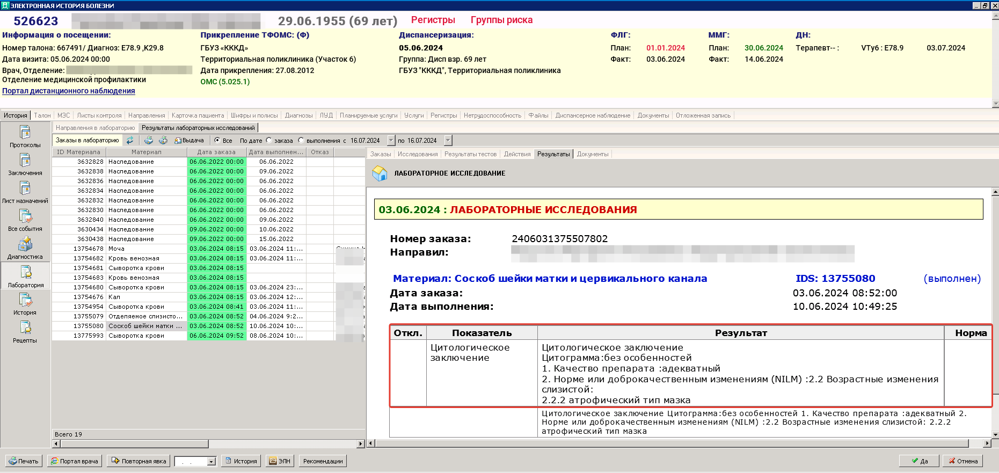 ЭЛЕКТРОННАЯ ИСТОРИЯ БОЛЕЗНИ
526623 29.06.1955 (69 лет) Регистры Группы риска
Информация о посещении: Прикрепление ТФОМС: (Ф) Диспансеризация: ФЛГ: ММГ: ДН:
Номер талона: 667491/ Диагноз: E78.9 ,K29.8 ГБУЗ «КККД» 05.06.2024 План: 01.01.2024 План: 30.06.2024 Терапевт-- : VTy6 : E78.9 03.07.2024
Дата визита: 05.06.2024 00:00 Территориальная поликлиника (Участок 6) Группа: Дисп взр. 69 лет Факт: 03.06.2024 Факт: 14.06.2024
Врач, Отделение: Дата прикрепления: 27.08.2012 ГБУЗ "КККД", Территориальная поликлиника
Отделение медицинской профилактики ОМС (5.025.1)
Портал дистанционного наблюдения
История Талон МЭС Листы контроля Направления Карточка пациента Шифры и полисы Диагнозы ЛУД Планируемые услуги Услуги Регистры Нетрудоспособность Файлы Диспансерное наблюдение Документы Отложенная запись
Направления в лабораторию Результаты лабораторных исследований
Заказы в лабораторию Выдача Все По дате заказа выполнения с 16.07.2024 по 16.07.2024
Протоколы
Заключения
Лист назначений
Все события
Диагностика
Лаборатория
История
Рецепты
ID Материала Материал Дата заказа Дата выполнен... Отказ
3632828 Наследование 06.06.2022 00:00 06.06.2022
3632838 Наследование 06.06.2022 00:00 09.06.2022
3632836 Наследование 06.06.2022 00:00 06.06.2022
3632834 Наследование 06.06.2022 00:00 06.06.2022
3632832 Наследование 06.06.2022 00:00 06.06.2022
3632830 Наследование 06.06.2022 00:00 06.06.2022
3632840 Наследование 06.06.2022 00:00 09.06.2022
3630434 Наследование 09.06.2022 00:00 10.06.2022
3630438 Наследование 09.06.2022 00:00 15.06.2022
13754678 Моча 03.06.2024 08:15 03.06.2024 11:...
13754682 Кровь венозная 03.06.2024 08:15 03.06.2024 11:...
13754681 Сыворотка крови 03.06.2024 08:15
13754683 Кровь венозная 03.06.2024 08:15
13754680 Сыворотка крови 03.06.2024 08:15 03.06.2024 23:...
13754676 Кал 03.06.2024 08:15 03.06.2024 12:...
13754954 Сыворотка крови 03.06.2024 08:41 03.06.2024 11:...
13755079 Отделяемое слизисто... 03.06.2024 08:52 04.06.2024 9:2...
13755080 Соскоб шейки матки ... 03.06.2024 08:52 10.06.2024 10:...
13775993 Сыворотка крови 06.06.2024 09:52 08.06.2024 10:...
Всего 19
Заказы Исследования Результаты тестов Действия Результаты Документы
ЛАБОРАТОРНОЕ ИССЛЕДОВАНИЕ
03.06.2024 : ЛАБОРАТОРНЫЕ ИССЛЕДОВАНИЯ
Номер заказа: 2406031375507802
Направил:
Материал: Соскоб шейки матки и цервикального канала IDS: 13755080 (выполнен)
Дата заказа: 03.06.2024 08:52:00
Дата выполнения: 10.06.2024 10:49:25
Откл. Показатель Результат Норма
Цитологическое заключение
Цитологическое заключение
Цитограмма:без особенностей
1. Качество препарата :адекватный
2. Норме или доброкачественным изменениям (NILM) :2.2 Возрастные изменения
слизистой:
2.2.2 атрофический тип мазка
Цитологическое заключение Цитограмма:без особенностей 1. Качество препарата :адекватный 2.
Норме или доброкачественным изменениям (NILM) :2.2 Возрастные изменения слизистой: 2.2.2
атрофический тип мазка
Печать Портал врача Повторная явка . . История ЭЛН Рекомендации Да Отмена